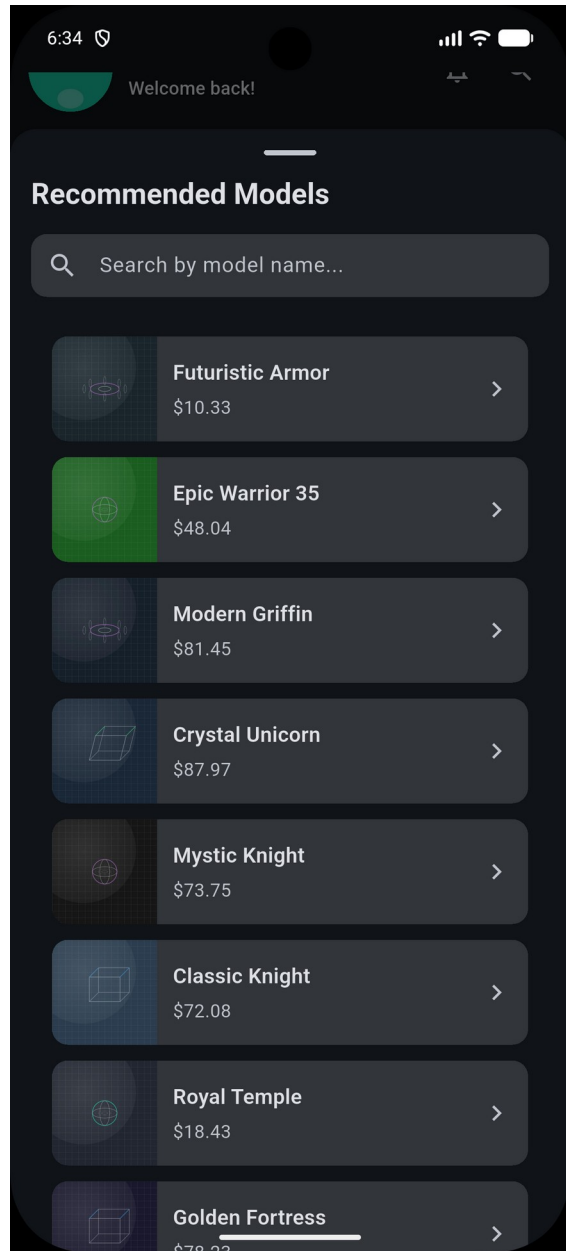 6:34
Welcome back!
Recommended Models
Search by model name...
Futuristic Armor
$10.33
Epic Warrior 35
$48.04
Modern Griffin
$81.45
Crystal Unicorn
$87.97
Mystic Knight
$73.75
Classic Knight
$72.08
Royal Temple
$18.43
Golden Fortress